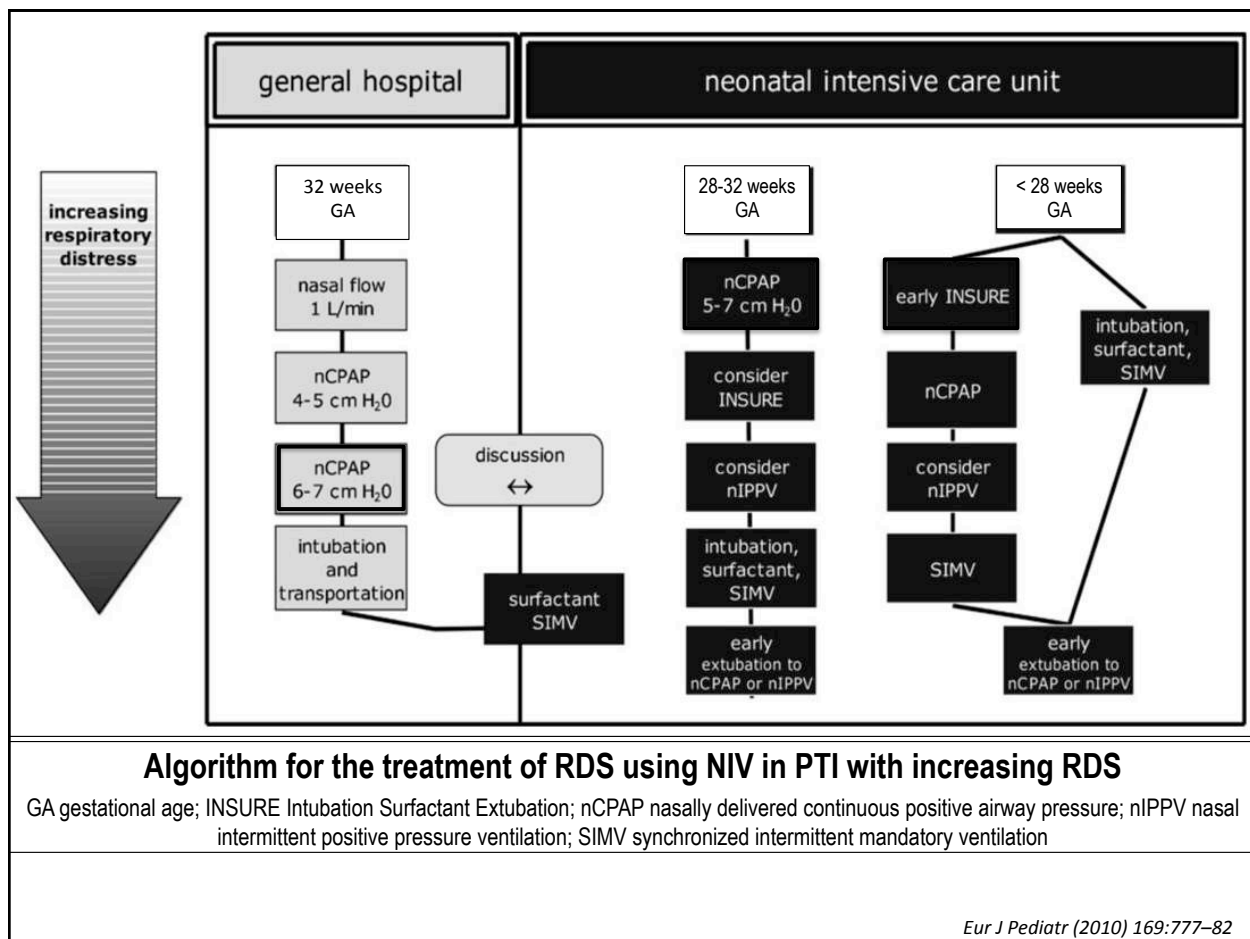 general hospital
neonatal intensive care unit
increasing
respiratory
distress
32 weeks
GA
nasal flow
1 L/min
nCPAP
4-5 cm H₂0
nCPAP
6-7 cm H₂0
intubation
and
transportation
discussion
↔
surfactant
SIMV
28-32 weeks
GA
nCPAP
5-7 cm H₂0
consider
INSURE
consider
nIPPV
intubation,
surfactant,
SIMV
early
extubation to
nCPAP or nIPPV
< 28 weeks
GA
early INSURE
nCPAP
consider
nIPPV
SIMV
intubation,
surfactant,
SIMV
early
extubation to
nCPAP or nIPPV
Algorithm for the treatment of RDS using NIV in PTI with increasing RDS
GA gestational age; INSURE Intubation Surfactant Extubation; nCPAP nasally delivered continuous positive airway pressure; nIPPV nasal
intermittent positive pressure ventilation; SIMV synchronized intermittent mandatory ventilation
Eur J Pediatr (2010) 169:777–82